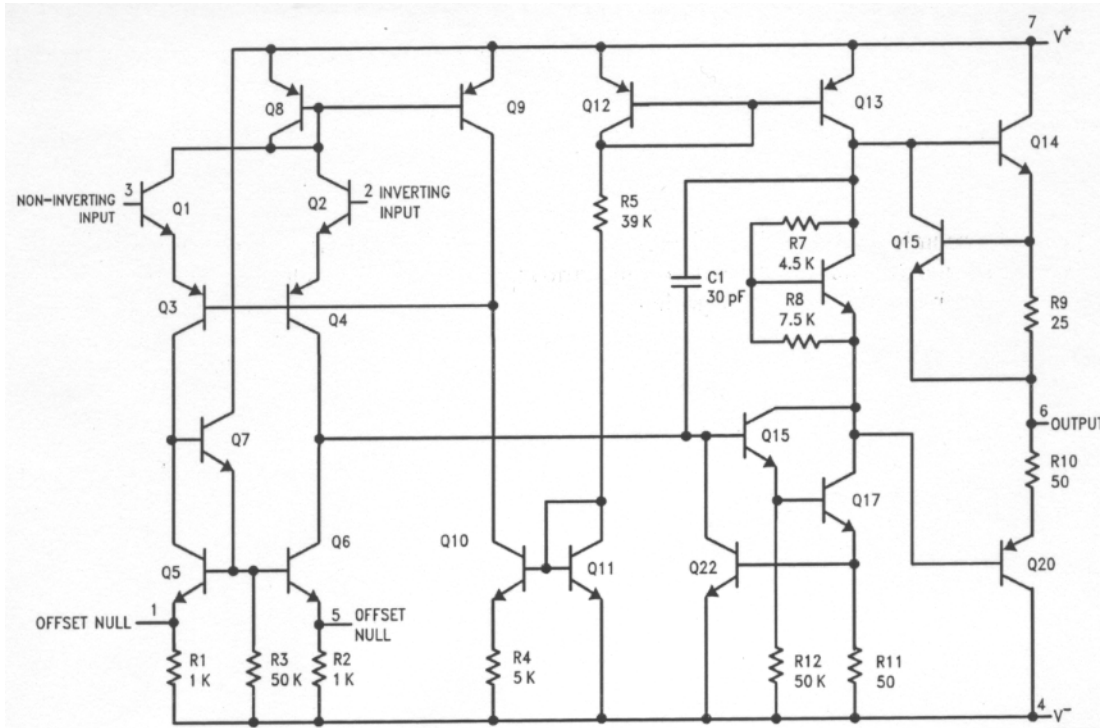 7
V+
Q8
Q9
Q12
Q13
Q14
NON-INVERTING
INPUT
3
Q1
Q2
2
INVERTING
INPUT
R5
39 K
R7
4.5 K
Q15
C1
30 pF
R8
7.5 K
R9
25
Q3
Q4
6
OUTPUT
Q7
Q15
R10
50
Q17
Q5
Q6
Q10
Q11
Q22
Q20
OFFSET NULL
1
5
OFFSET
NULL
R1
1 K
R3
50 K
R2
1 K
R4
5 K
R12
50 K
R11
50
4
V-